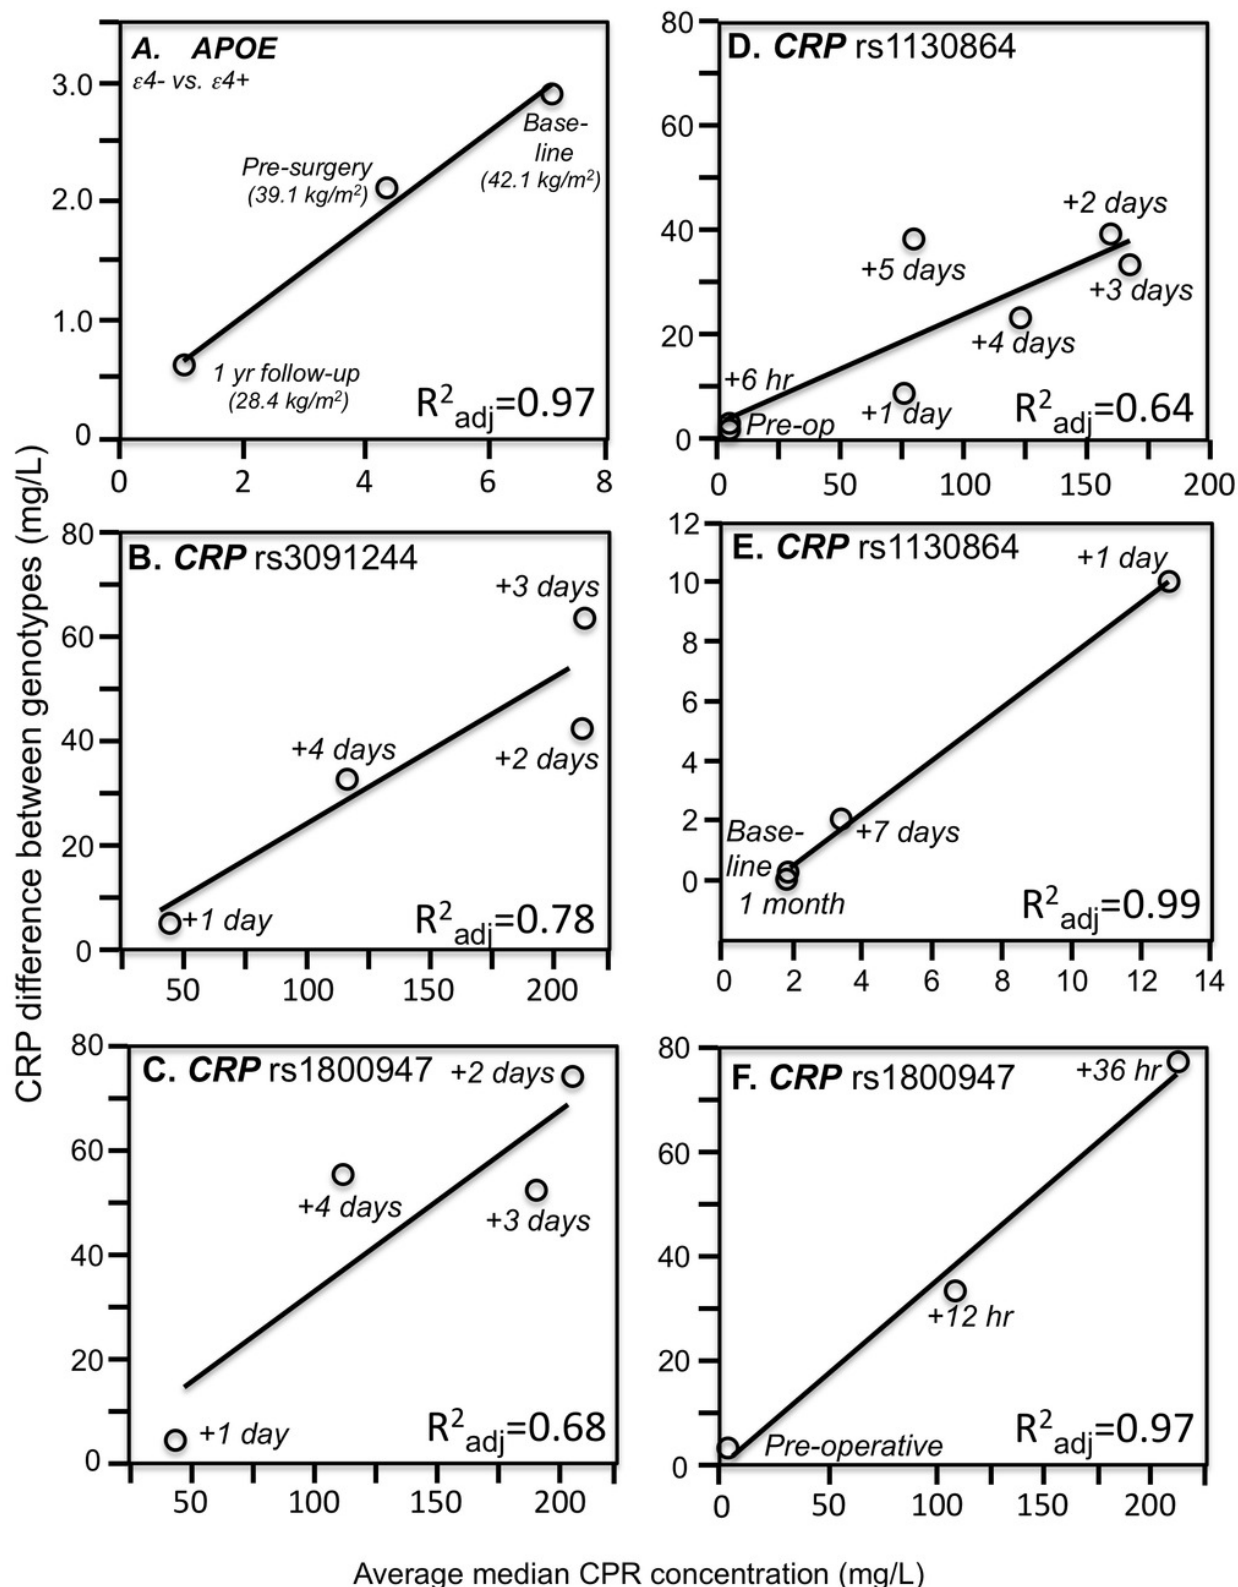 CRP difference between genotypes (mg/L)
A. APOE
ε4- vs. ε4+
3.0
2.0
1.0
0
Base-
line
(42.1 kg/m²)
Pre-surgery
(39.1 kg/m²)
1 yr follow-up
(28.4 kg/m²)
R²adj=0.97
0 2 4 6 8
D. CRP rs1130864
80
60
40
20
0
+2 days
+5 days
+3 days
+4 days
+6 hr
+1 day
Pre-op
R²adj=0.64
0 50 100 150 200
B. CRP rs3091244
80
60
40
20
0
+3 days
+4 days
+2 days
+1 day
R²adj=0.78
50 100 150 200
E. CRP rs1130864
12
10
8
6
4
2
0
+1 day
Base-
line
+7 days
1 month
R²adj=0.99
0 2 4 6 8 10 12 14
C. CRP rs1800947
80
60
40
20
0
+2 days
+4 days
+3 days
+1 day
R²adj=0.68
50 100 150 200
F. CRP rs1800947
80
60
40
20
0
+36 hr
+12 hr
Pre-operative
R²adj=0.97
0 50 100 150 200
Average median CPR concentration (mg/L)